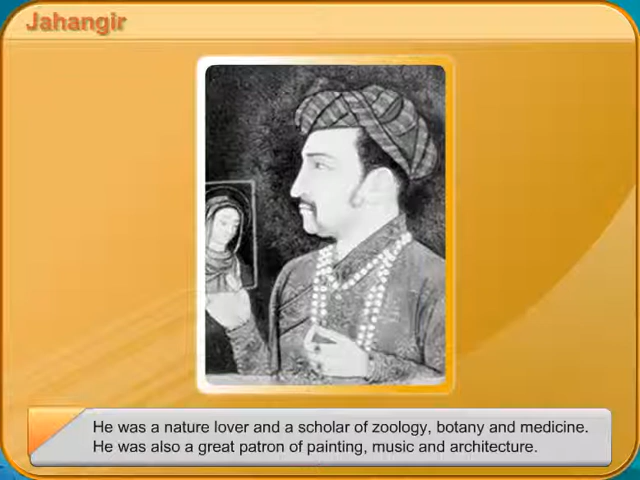 Jahangir
He was a nature lover and a scholar of zoology, botany and medicine.
He was also a great patron of painting, music and architecture.